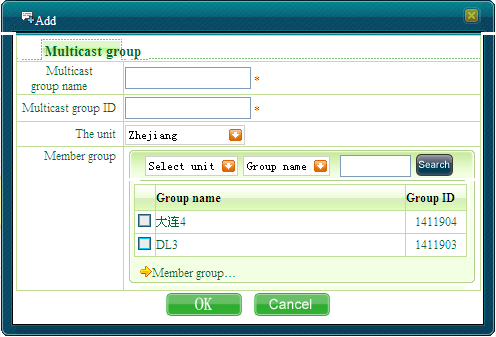 Add
Multicast group
Multicast
group name *
Multicast group ID *
The unit Zhejiang
Member group
Select unit Group name Search
Group name Group ID
大连4 1411904
DL3 1411903
Member group...
OK Cancel